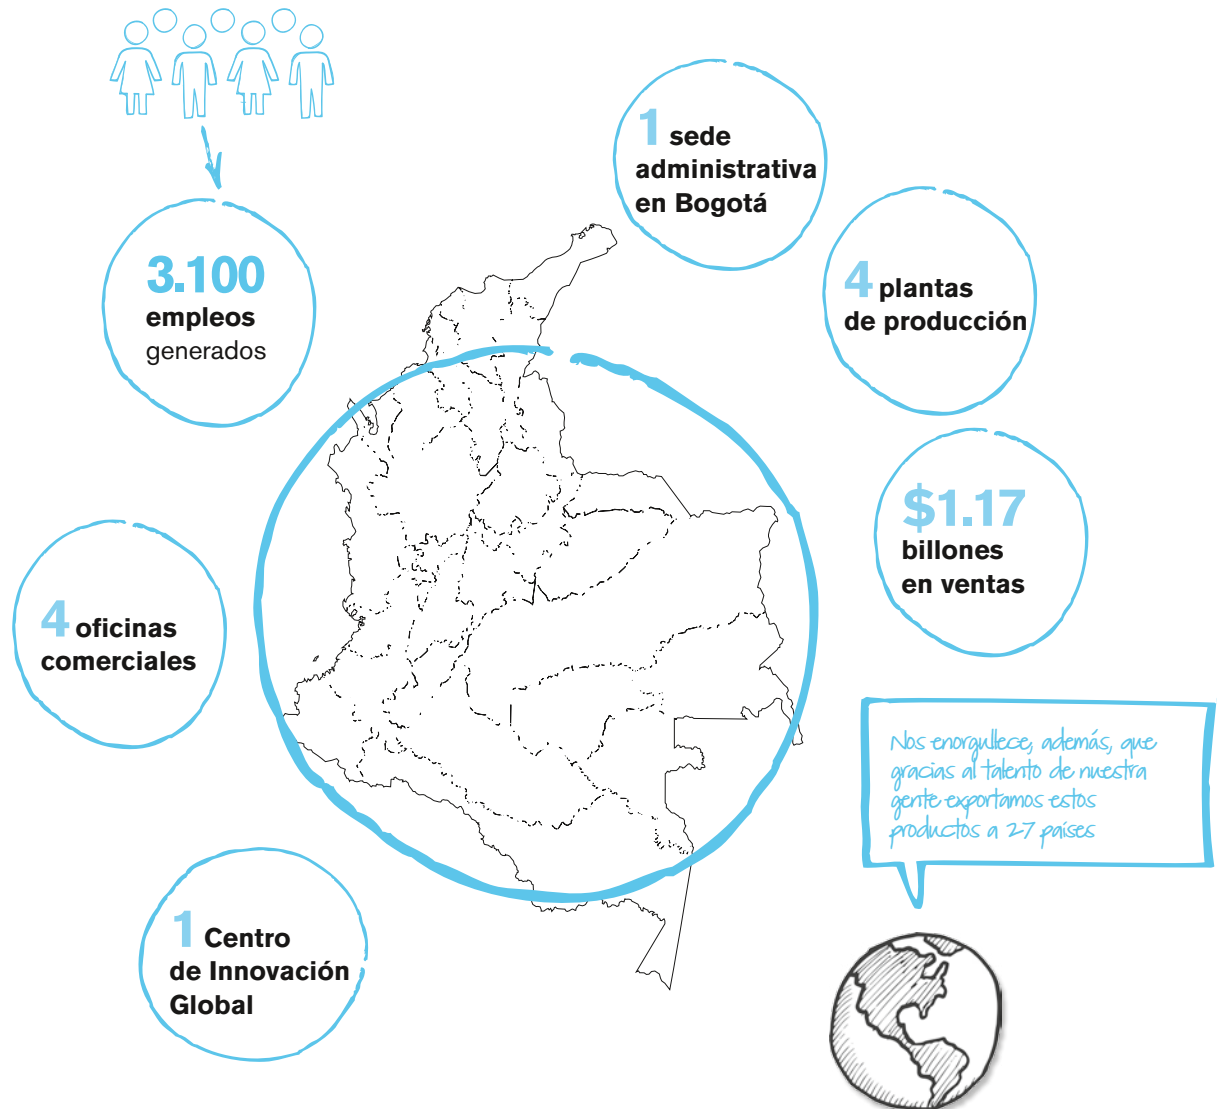 1 sede
administrativa
en Bogotá
3.100
empleos
generados
4 plantas
de producción
$1.17
billones
en ventas
4 oficinas
comerciales
Nos enorgullece, además, que
gracias al talento de nuestra
gente exportamos estos
productos a 27 países
1 Centro
de Innovación
Global